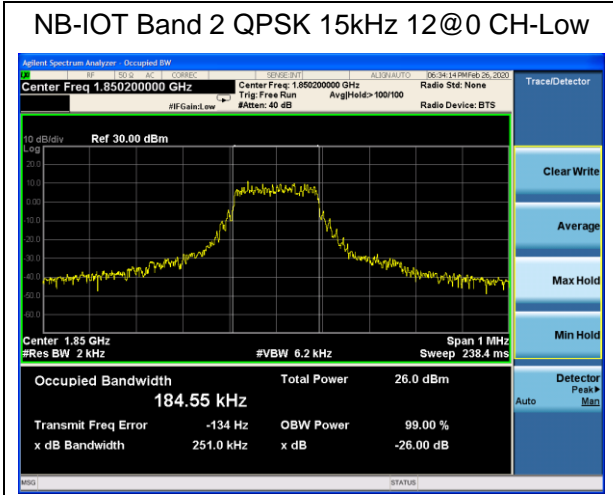 NB-IOT Band 2 QPSK 15kHz 12@0 CH-Low
Agilent Spectrum Analyzer - Occupied BW
RF 50 Ω AC CORREC SENSE:INT ALIGNAUTO 06:34:14 PM Feb 26, 2020
Center Freq 1.850200000 GHz Center Freq: 1.850200000 GHz Radio Std: None Trace/Detector
Trig: Free Run Avg|Hold:> 100/100
#IFGain:Low #Atten: 40 dB Radio Device: BTS
10 dB/div Ref 30.00 dBm
Log
20.0
10.0
0.00
-10.0
-20.0
-30.0
-40.0
-50.0
-60.0
Center 1.85 GHz Span 1 MHz
#Res BW 2 kHz #VBW 6.2 kHz Sweep 238.4 ms
Occupied Bandwidth Total Power 26.0 dBm
184.55 kHz
Transmit Freq Error -134 Hz OBW Power 99.00 %
x dB Bandwidth 251.0 kHz x dB -26.00 dB
MSG STATUS
Clear Write
Average
Max Hold
Min Hold
Detector
Peak▶
Auto Man